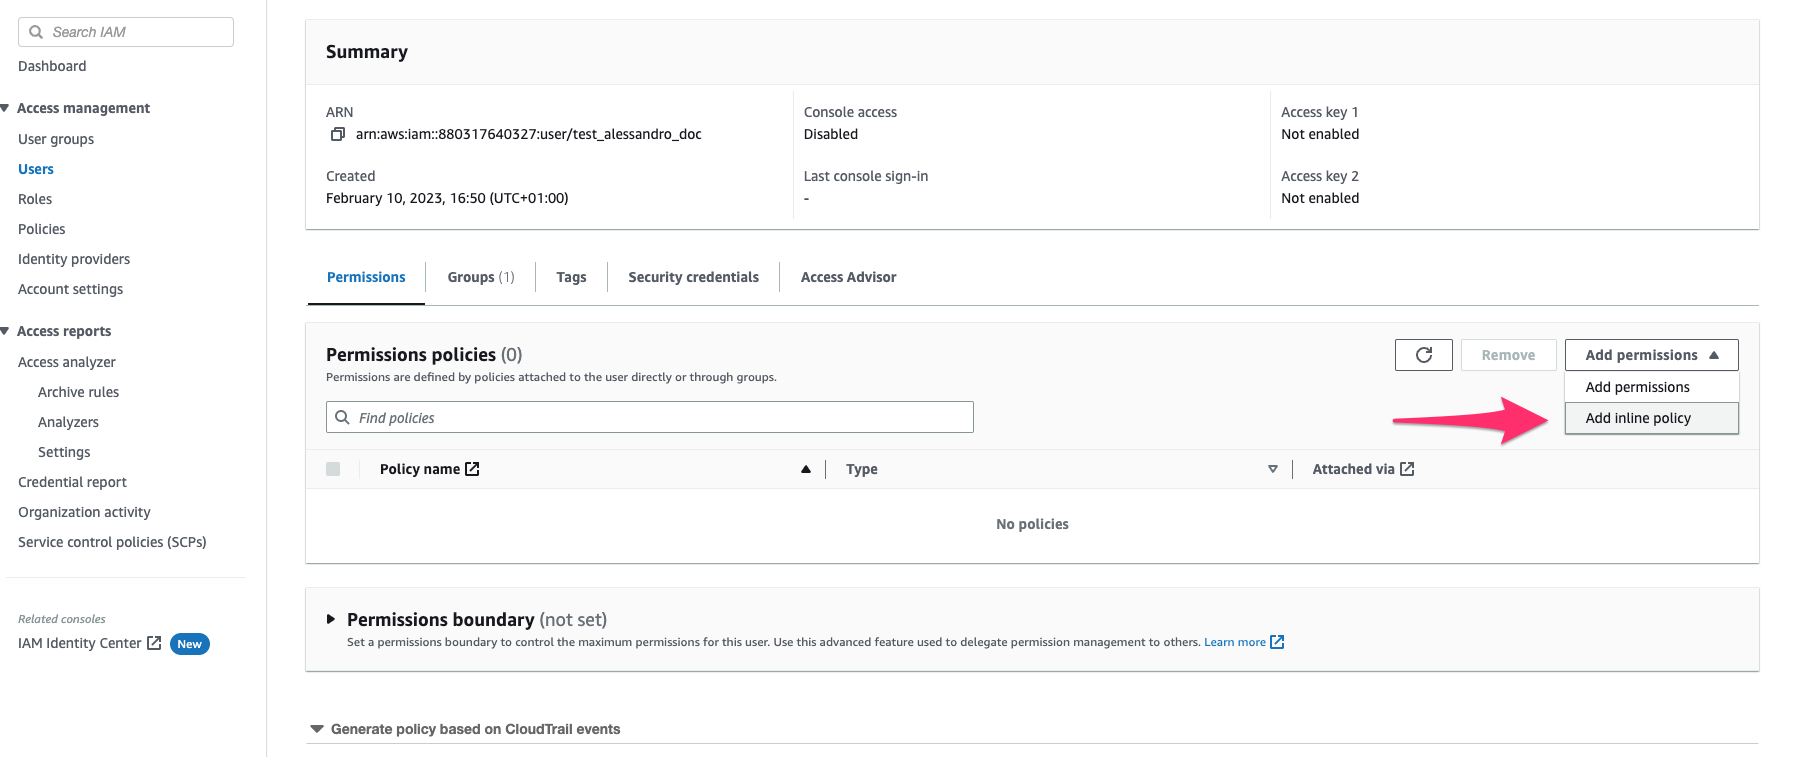 Search IAM
Dashboard
Access management
User groups
Users
Roles
Policies
Identity providers
Account settings
Access reports
Access analyzer
Archive rules
Analyzers
Settings
Credential report
Organization activity
Service control policies (SCPs)
Related consoles
IAM Identity Center New
Summary
ARN
arn:aws:iam::880317640327:user/test_alessandro_doc
Created
February 10, 2023, 16:50 (UTC+01:00)
Console access
Disabled
Last console sign-in
-
Access key 1
Not enabled
Access key 2
Not enabled
Permissions Groups (1) Tags Security credentials Access Advisor
Permissions policies (0)
Permissions are defined by policies attached to the user directly or through groups.
Remove Add permissions
Add permissions
Add inline policy
Find policies
Policy name Type Attached via
No policies
Permissions boundary (not set)
Set a permissions boundary to control the maximum permissions for this user. Use this advanced feature used to delegate permission management to others. Learn more
Generate policy based on CloudTrail events